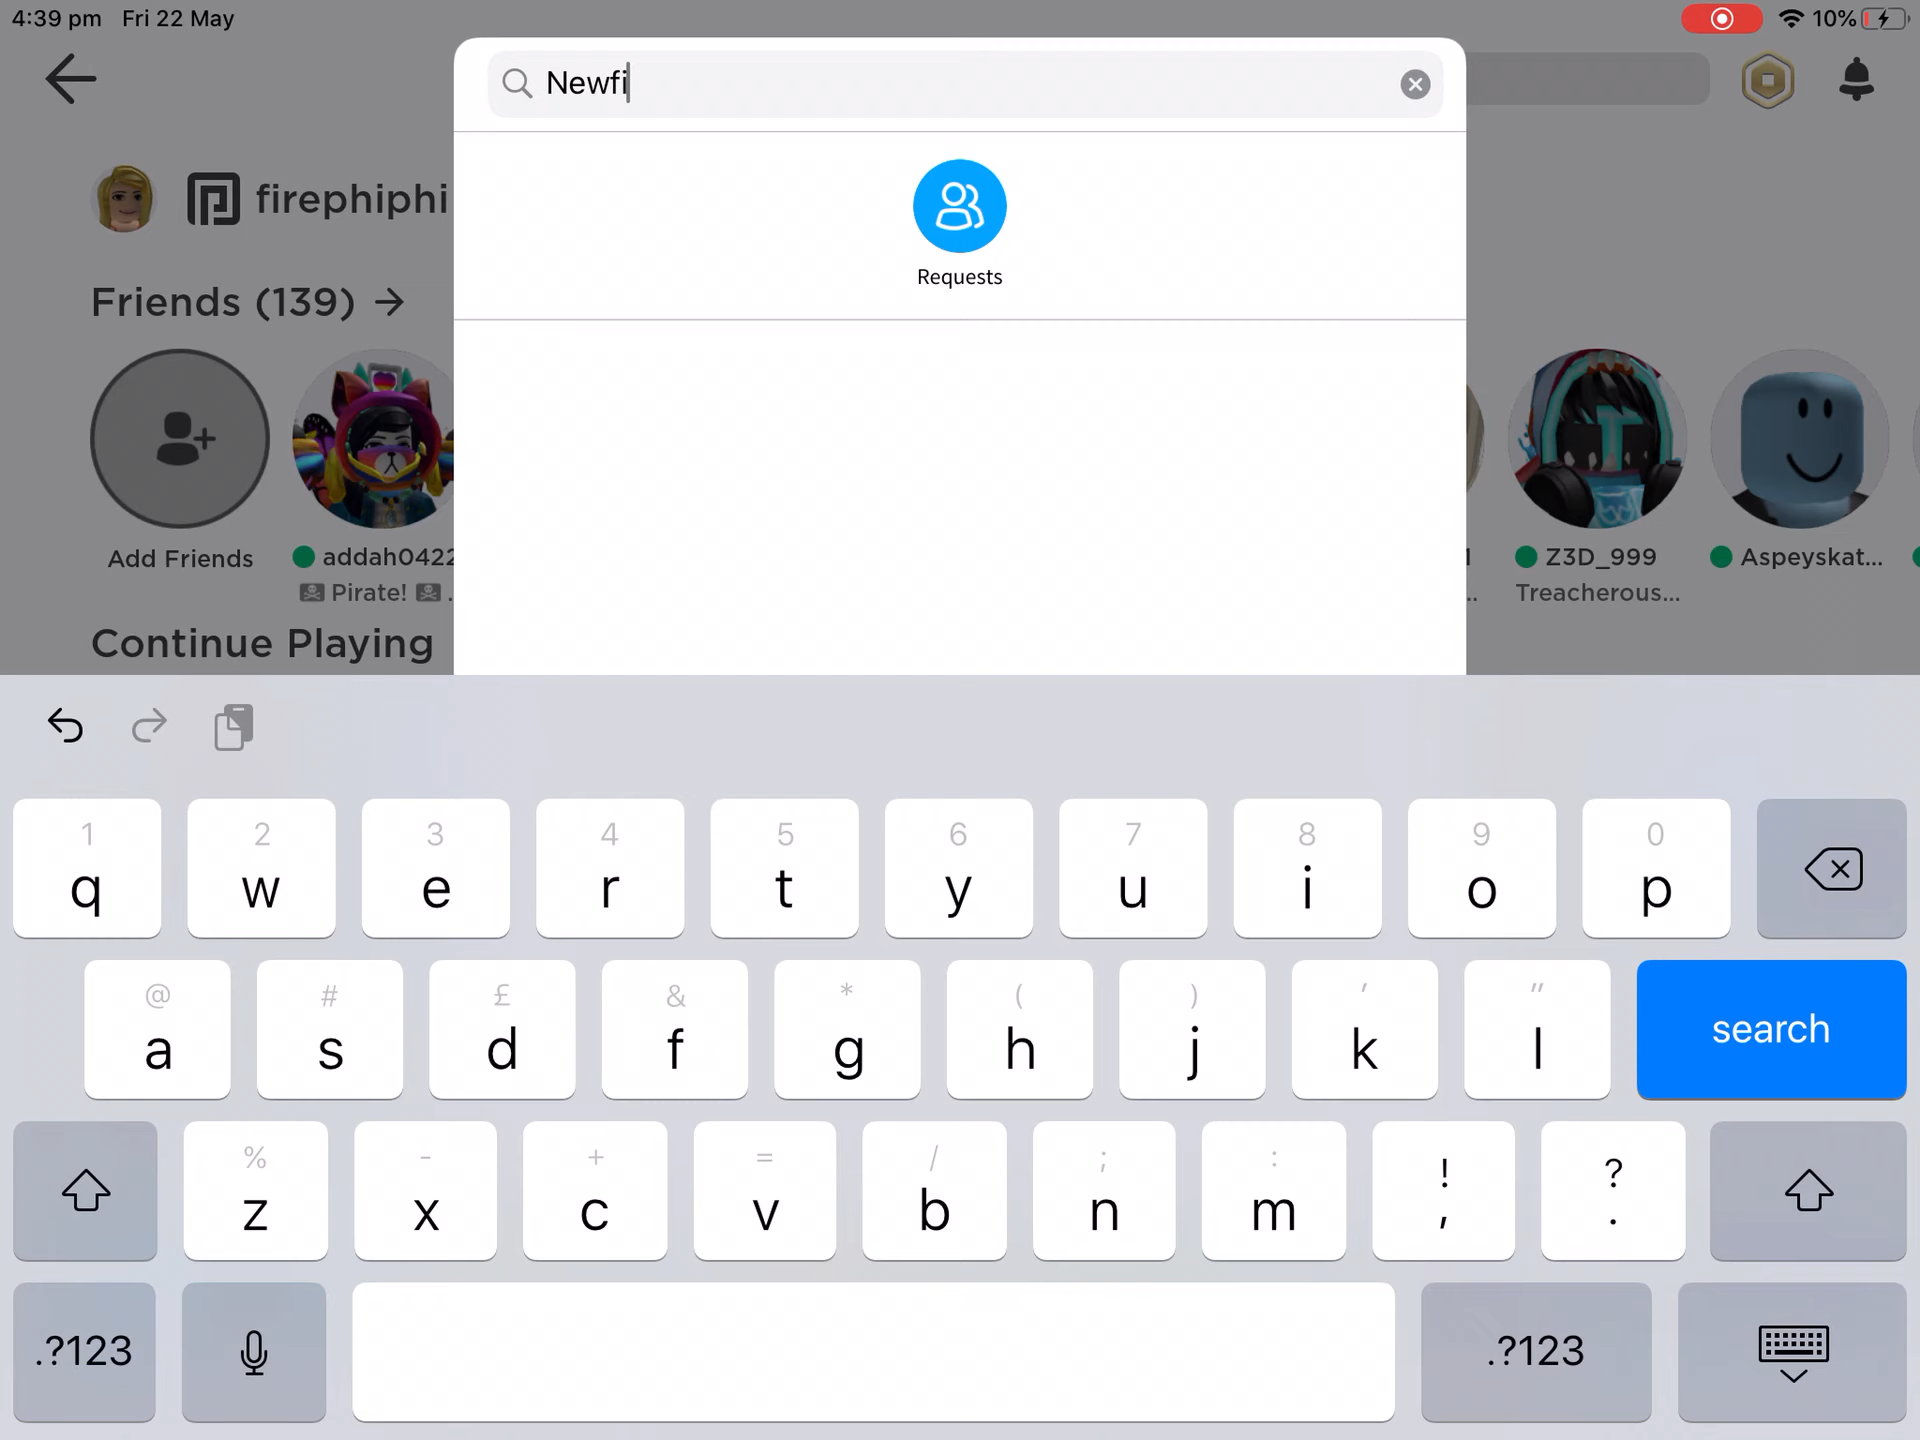 4:39 pm Fri 22 May
10%
Newfi
firephiphi
Requests
Friends (139) →
Add Friends
addah0422
Pirate!
Z3D_999
Treacherous...
Aspeyskat...
Continue Playing
1 2 3 4 5 6 7 8 9 0
q w e r t y u i o p
@ # £ & * ( ) ' "
a s d f g h j k l search
% - + = / ; : ! ?
z x c v b n m , .
.?123 .?123